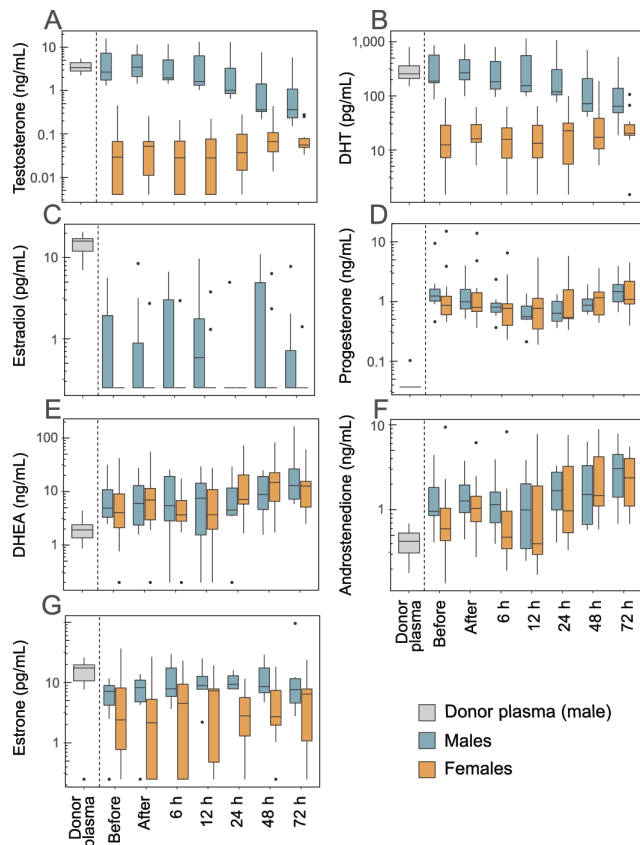 A
Testosterone (ng/mL)
10
1
0.1
0.01
B
DHT (pg/mL)
1,000
100
10
1
C
Estradiol (pg/mL)
10
1
D
Progesterone (ng/mL)
10
1
0.1
E
DHEA (ng/mL)
100
10
1
F
Androstenedione (ng/mL)
10
1
Donor
plasma
Before
After
6 h
12 h
24 h
48 h
72 h
G
Estrone (pg/mL)
100
10
1
Donor
plasma
Before
After
6 h
12 h
24 h
48 h
72 h
Donor plasma (male)
Males
Females